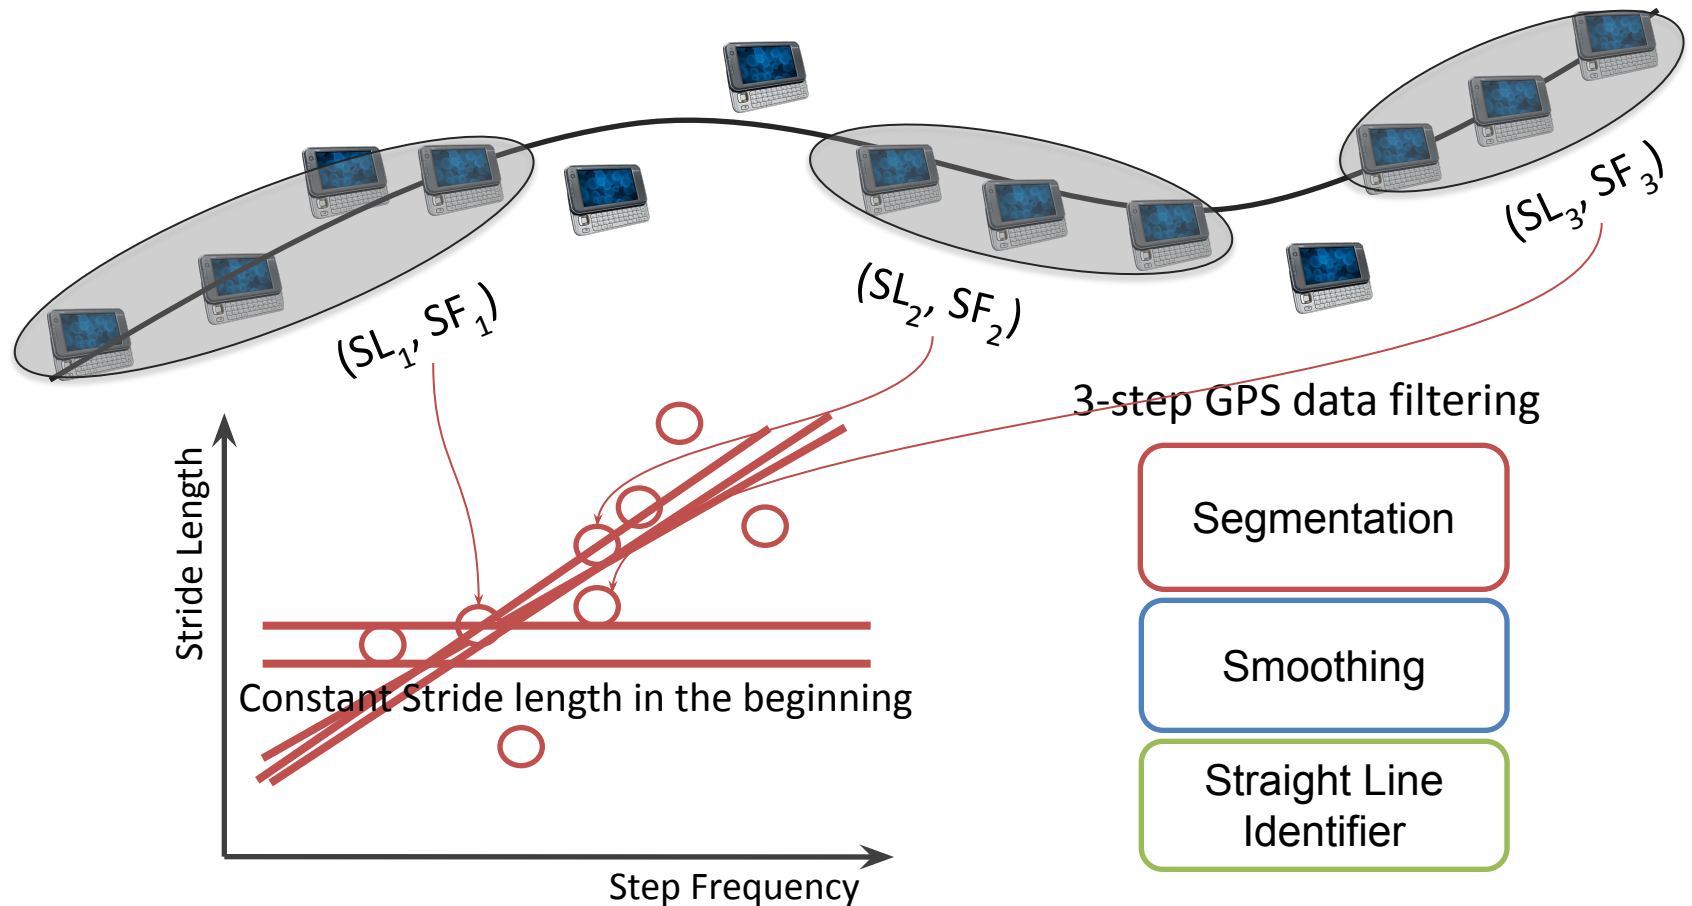 (SL1, SF1)
(SL2, SF2)
(SL3, SF3)
3-step GPS data filtering
Segmentation
Smoothing
Straight Line
Identifier
Stride Length
Constant Stride length in the beginning
Step Frequency